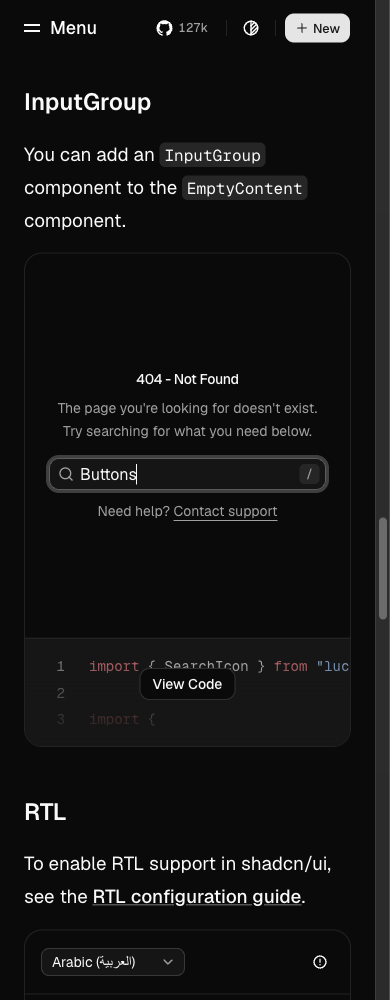 Menu
127k
+ New
InputGroup
You can add an InputGroup
component to the EmptyContent
component.
404 - Not Found
The page you're looking for doesn't exist.
Try searching for what you need below.
Buttons
/
Need help? Contact support
1 import { SearchIcon } from "luc
2
View Code
3 import {
RTL
To enable RTL support in shadcn/ui,
see the RTL configuration guide.
Arabic (العربية)